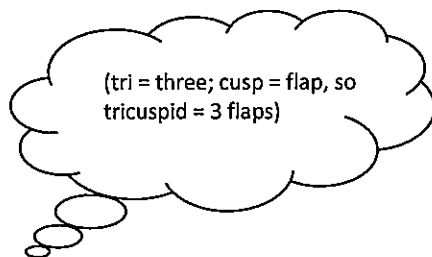 (tri = three; cusp = flap, so
tricuspid = 3 flaps)